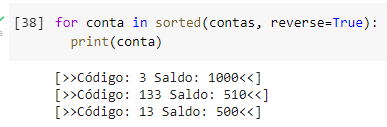 [38] for conta in sorted(contas, reverse=True):
print(conta)
[>>Código: 3 Saldo: 1000<<]
[>>Código: 133 Saldo: 510<<]
[>>Código: 13 Saldo: 500<<]